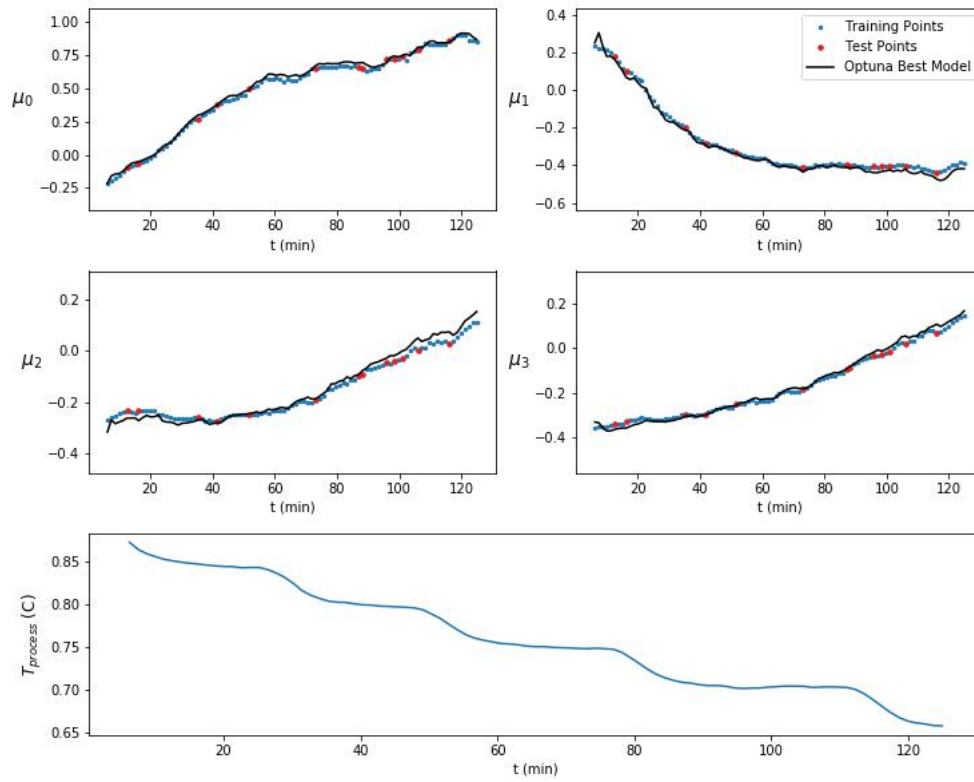 μ0
1.00
0.75
0.50
0.25
0.00
−0.25
20 40 60 80 100 120
t (min)
μ1
0.4
0.2
0.0
−0.2
−0.4
−0.6
Training Points
Test Points
Optuna Best Model
20 40 60 80 100 120
t (min)
μ2
0.2
0.0
−0.2
−0.4
20 40 60 80 100 120
t (min)
μ3
0.2
0.0
−0.2
−0.4
20 40 60 80 100 120
t (min)
Tprocess (C)
0.85
0.80
0.75
0.70
0.65
20 40 60 80 100 120
t (min)